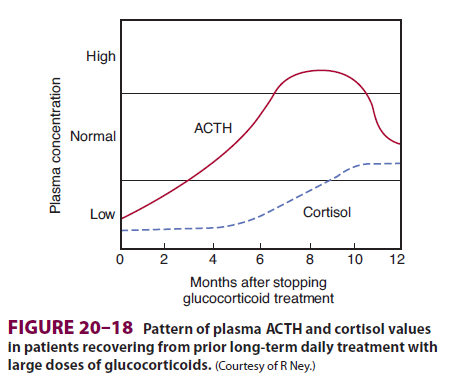 High
Normal
Low
Plasma concentration
ACTH
Cortisol
0 2 4 6 8 10 12
Months after stopping
glucocorticoid treatment
FIGURE 20–18 Pattern of plasma ACTH and cortisol values
in patients recovering from prior long-term daily treatment with
large doses of glucocorticoids. (Courtesy of R Ney.)